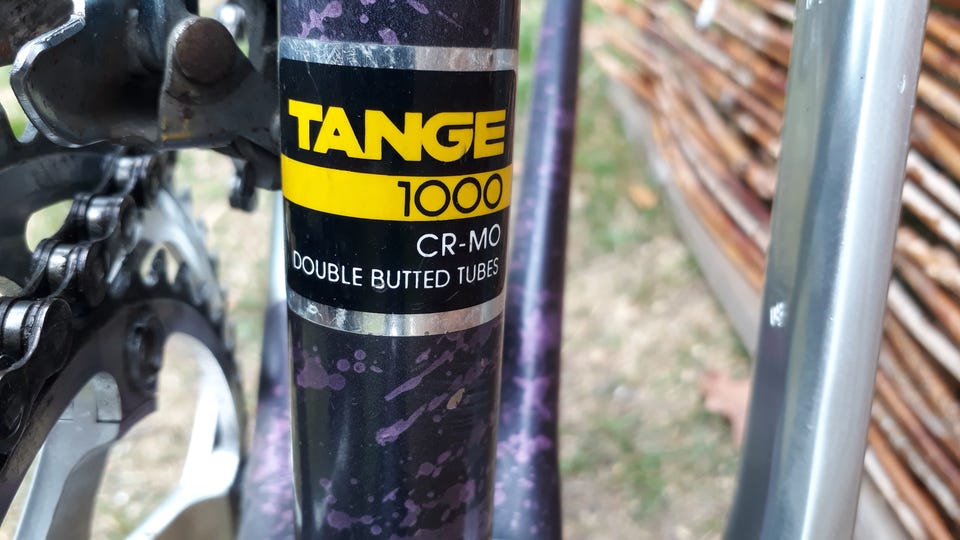 TANGE
1000
CR-MO
DOUBLE BUTTED TUBES